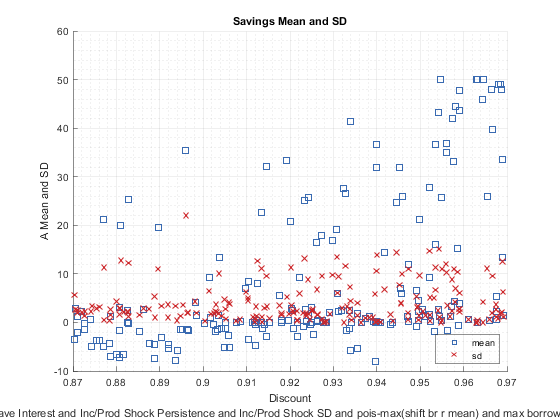 Savings Mean and SD
60
50
40
30
20
10
0
-10
A Mean and SD
0.87 0.88 0.89 0.9 0.91 0.92 0.93 0.94 0.95 0.96 0.97
mean
sd
Discount
ave Interest and Inc/Prod Shock Persistence and Inc/Prod Shock SD and pois-max(shift br r mean) and max borrow